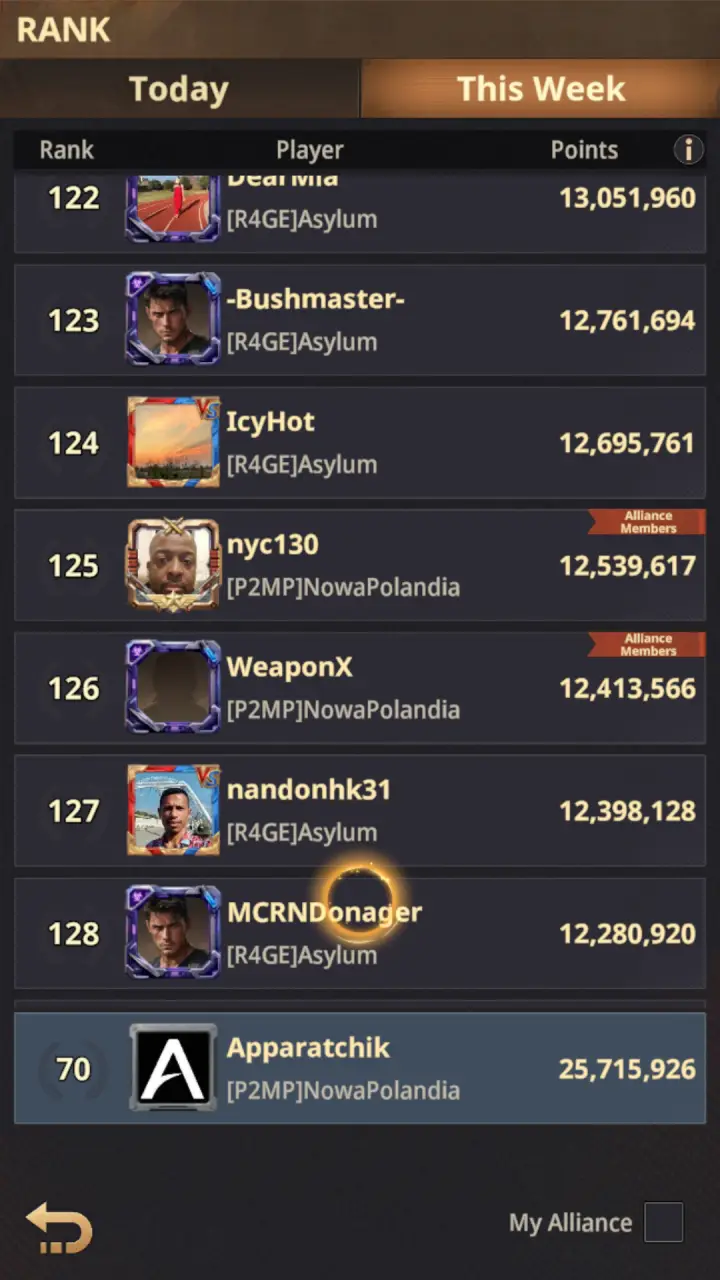 RANK
Today
This Week
Rank
Player
Points
122
DearMia
13,051,960
[R4GE]Asylum
123
-Bushmaster-
12,761,694
[R4GE]Asylum
124
IcyHot
12,695,761
[R4GE]Asylum
Alliance
Members
125
nyc130
12,539,617
[P2MP]NowaPolandia
Alliance
Members
126
WeaponX
12,413,566
[P2MP]NowaPolandia
127
VS
nandonhk31
12,398,128
[R4GE]Asylum
128
MCRNDonager
12,280,920
[R4GE]Asylum
70
Apparatchik
25,715,926
[P2MP]NowaPolandia
My Alliance